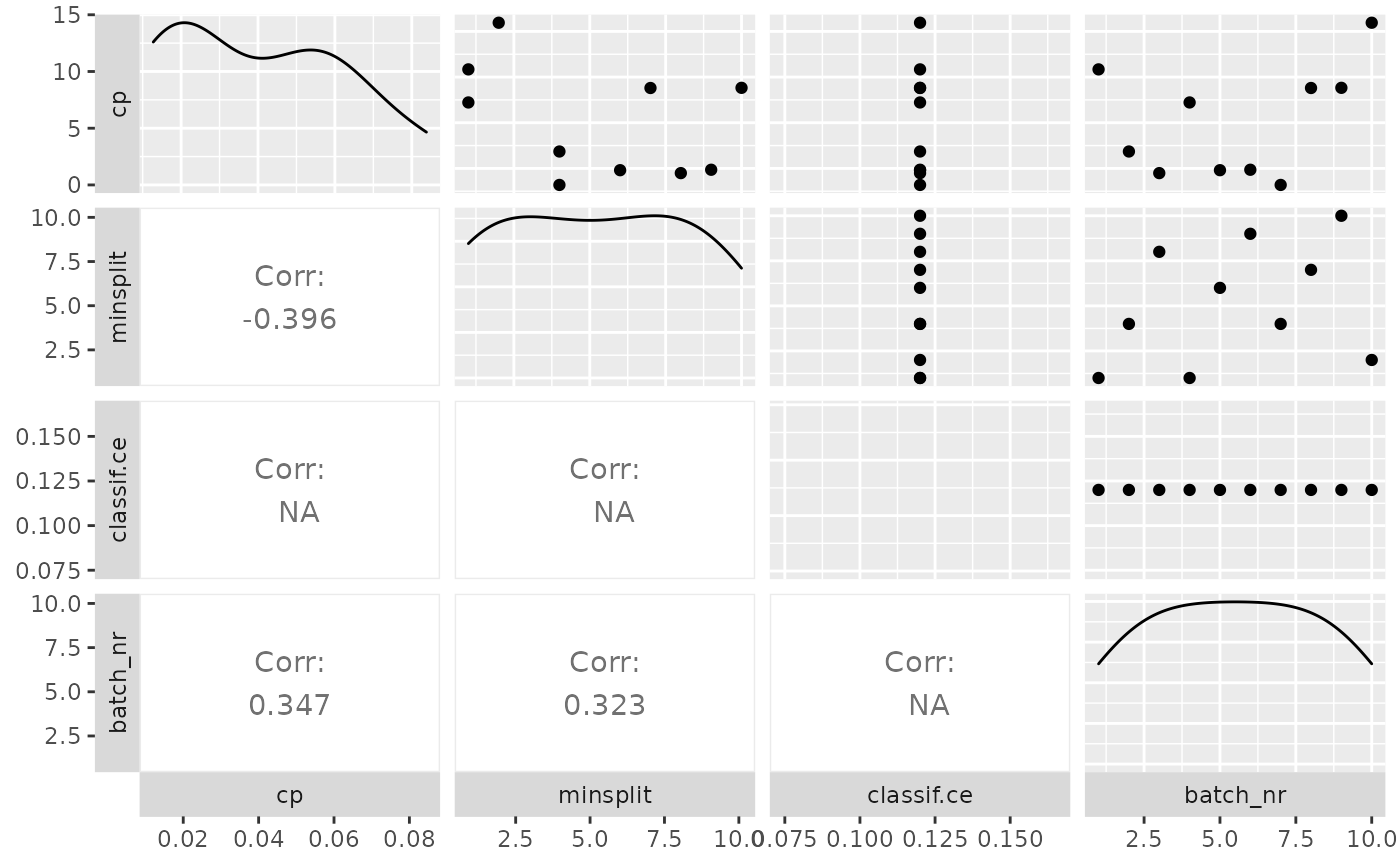 15
10
5
0
cp
10.0
7.5
5.0
2.5
minsplit
Corr:
-0.396
0.150
0.125
0.100
0.075
classif.ce
Corr:
NA
Corr:
NA
10.0
7.5
5.0
2.5
batch_nr
Corr:
0.347
Corr:
0.323
Corr:
NA
cp
minsplit
classif.ce
batch_nr
0.02 0.04 0.06 0.08
2.5 5.0 7.5 10.0
0.075 0.100 0.125 0.150
2.5 5.0 7.5 10.0